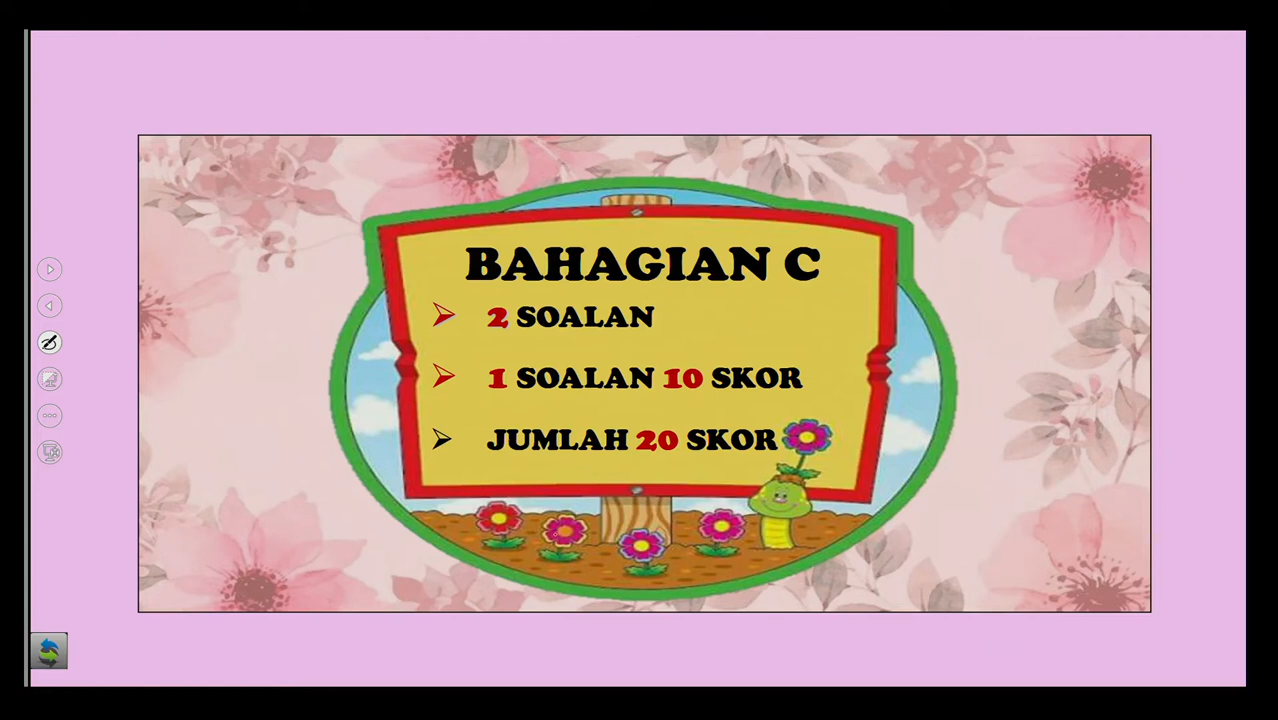 BAHAGIAN C
2 SOALAN
1 SOALAN 10 SKOR
JUMLAH 20 SKOR